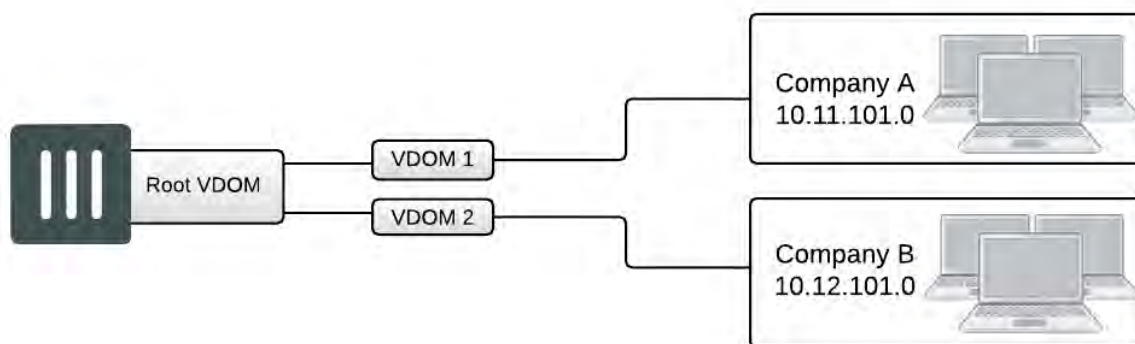 Root VDOM
VDOM 1
VDOM 2
Company A
10.11.101.0
Company B
10.12.101.0